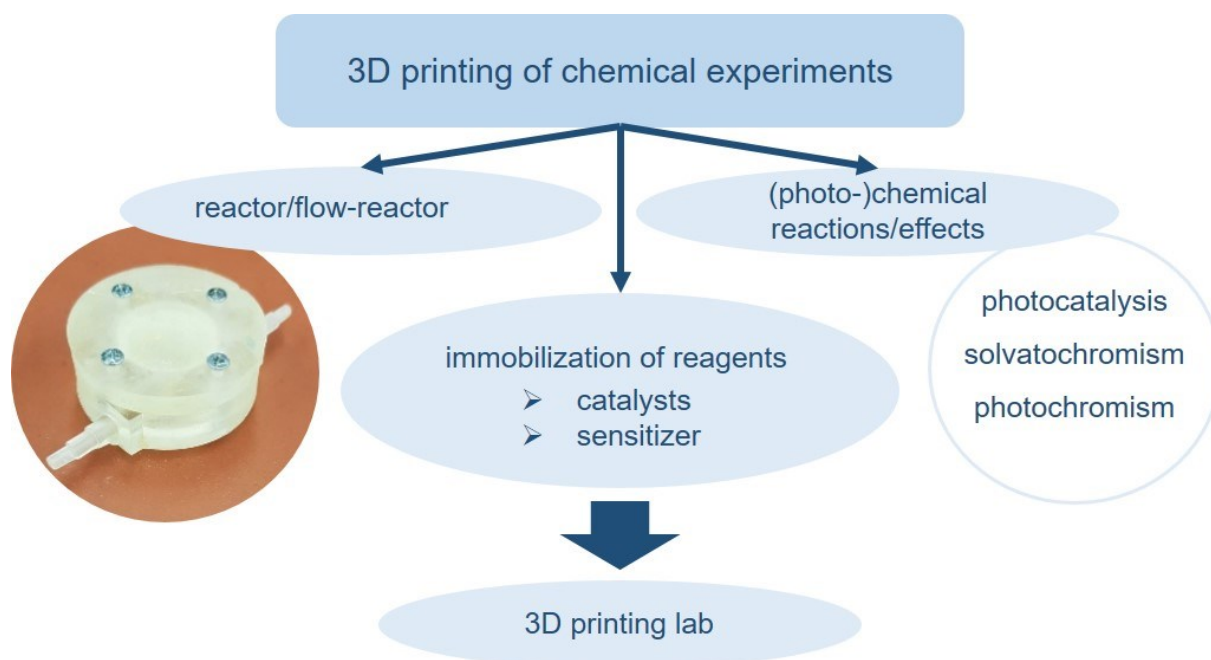 3D printing of chemical experiments
reactor/flow-reactor
(photo-)chemical
reactions/effects
photocatalysis
solvatochromism
photochromism
immobilization of reagents
➢ catalysts
➢ sensitizer
3D printing lab